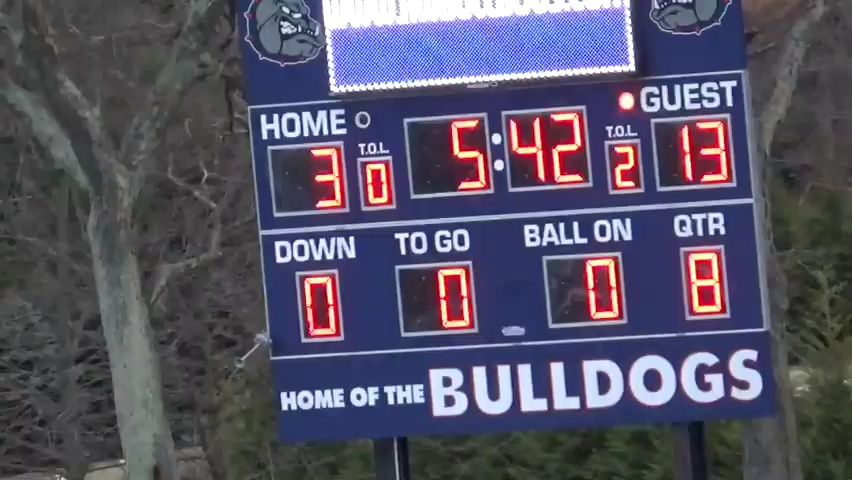 HOME GUEST
T.O.L. T.O.L.
3 0 5:42 2 13
DOWN TO GO BALL ON QTR
0 0 0 8
HOME OF THE BULLDOGS